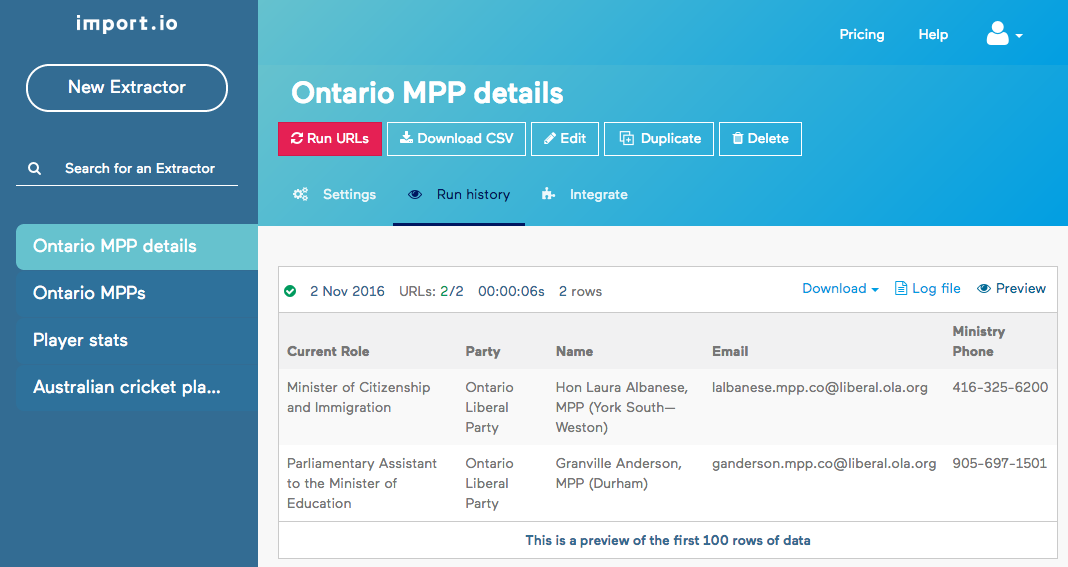 import.io
New Extractor
Search for an Extractor
Ontario MPP details
Ontario MPPs
Player stats
Australian cricket pla...
Pricing Help
Ontario MPP details
Run URLs Download CSV Edit Duplicate Delete
Settings Run history Integrate
2 Nov 2016 URLs: 2/2 00:00:06s 2 rows Download Log file Preview
Current Role Party Name Email Ministry
Phone
Minister of Citizenship Ontario Hon Laura Albanese, lalbanese.mpp.co@liberal.ola.org 416-325-6200
and Immigration Liberal MPP (York South—
Party Weston)
Parliamentary Assistant Ontario Granville Anderson, ganderson.mpp.co@liberal.ola.org 905-697-1501
to the Minister of Liberal MPP (Durham)
Education Party
This is a preview of the first 100 rows of data